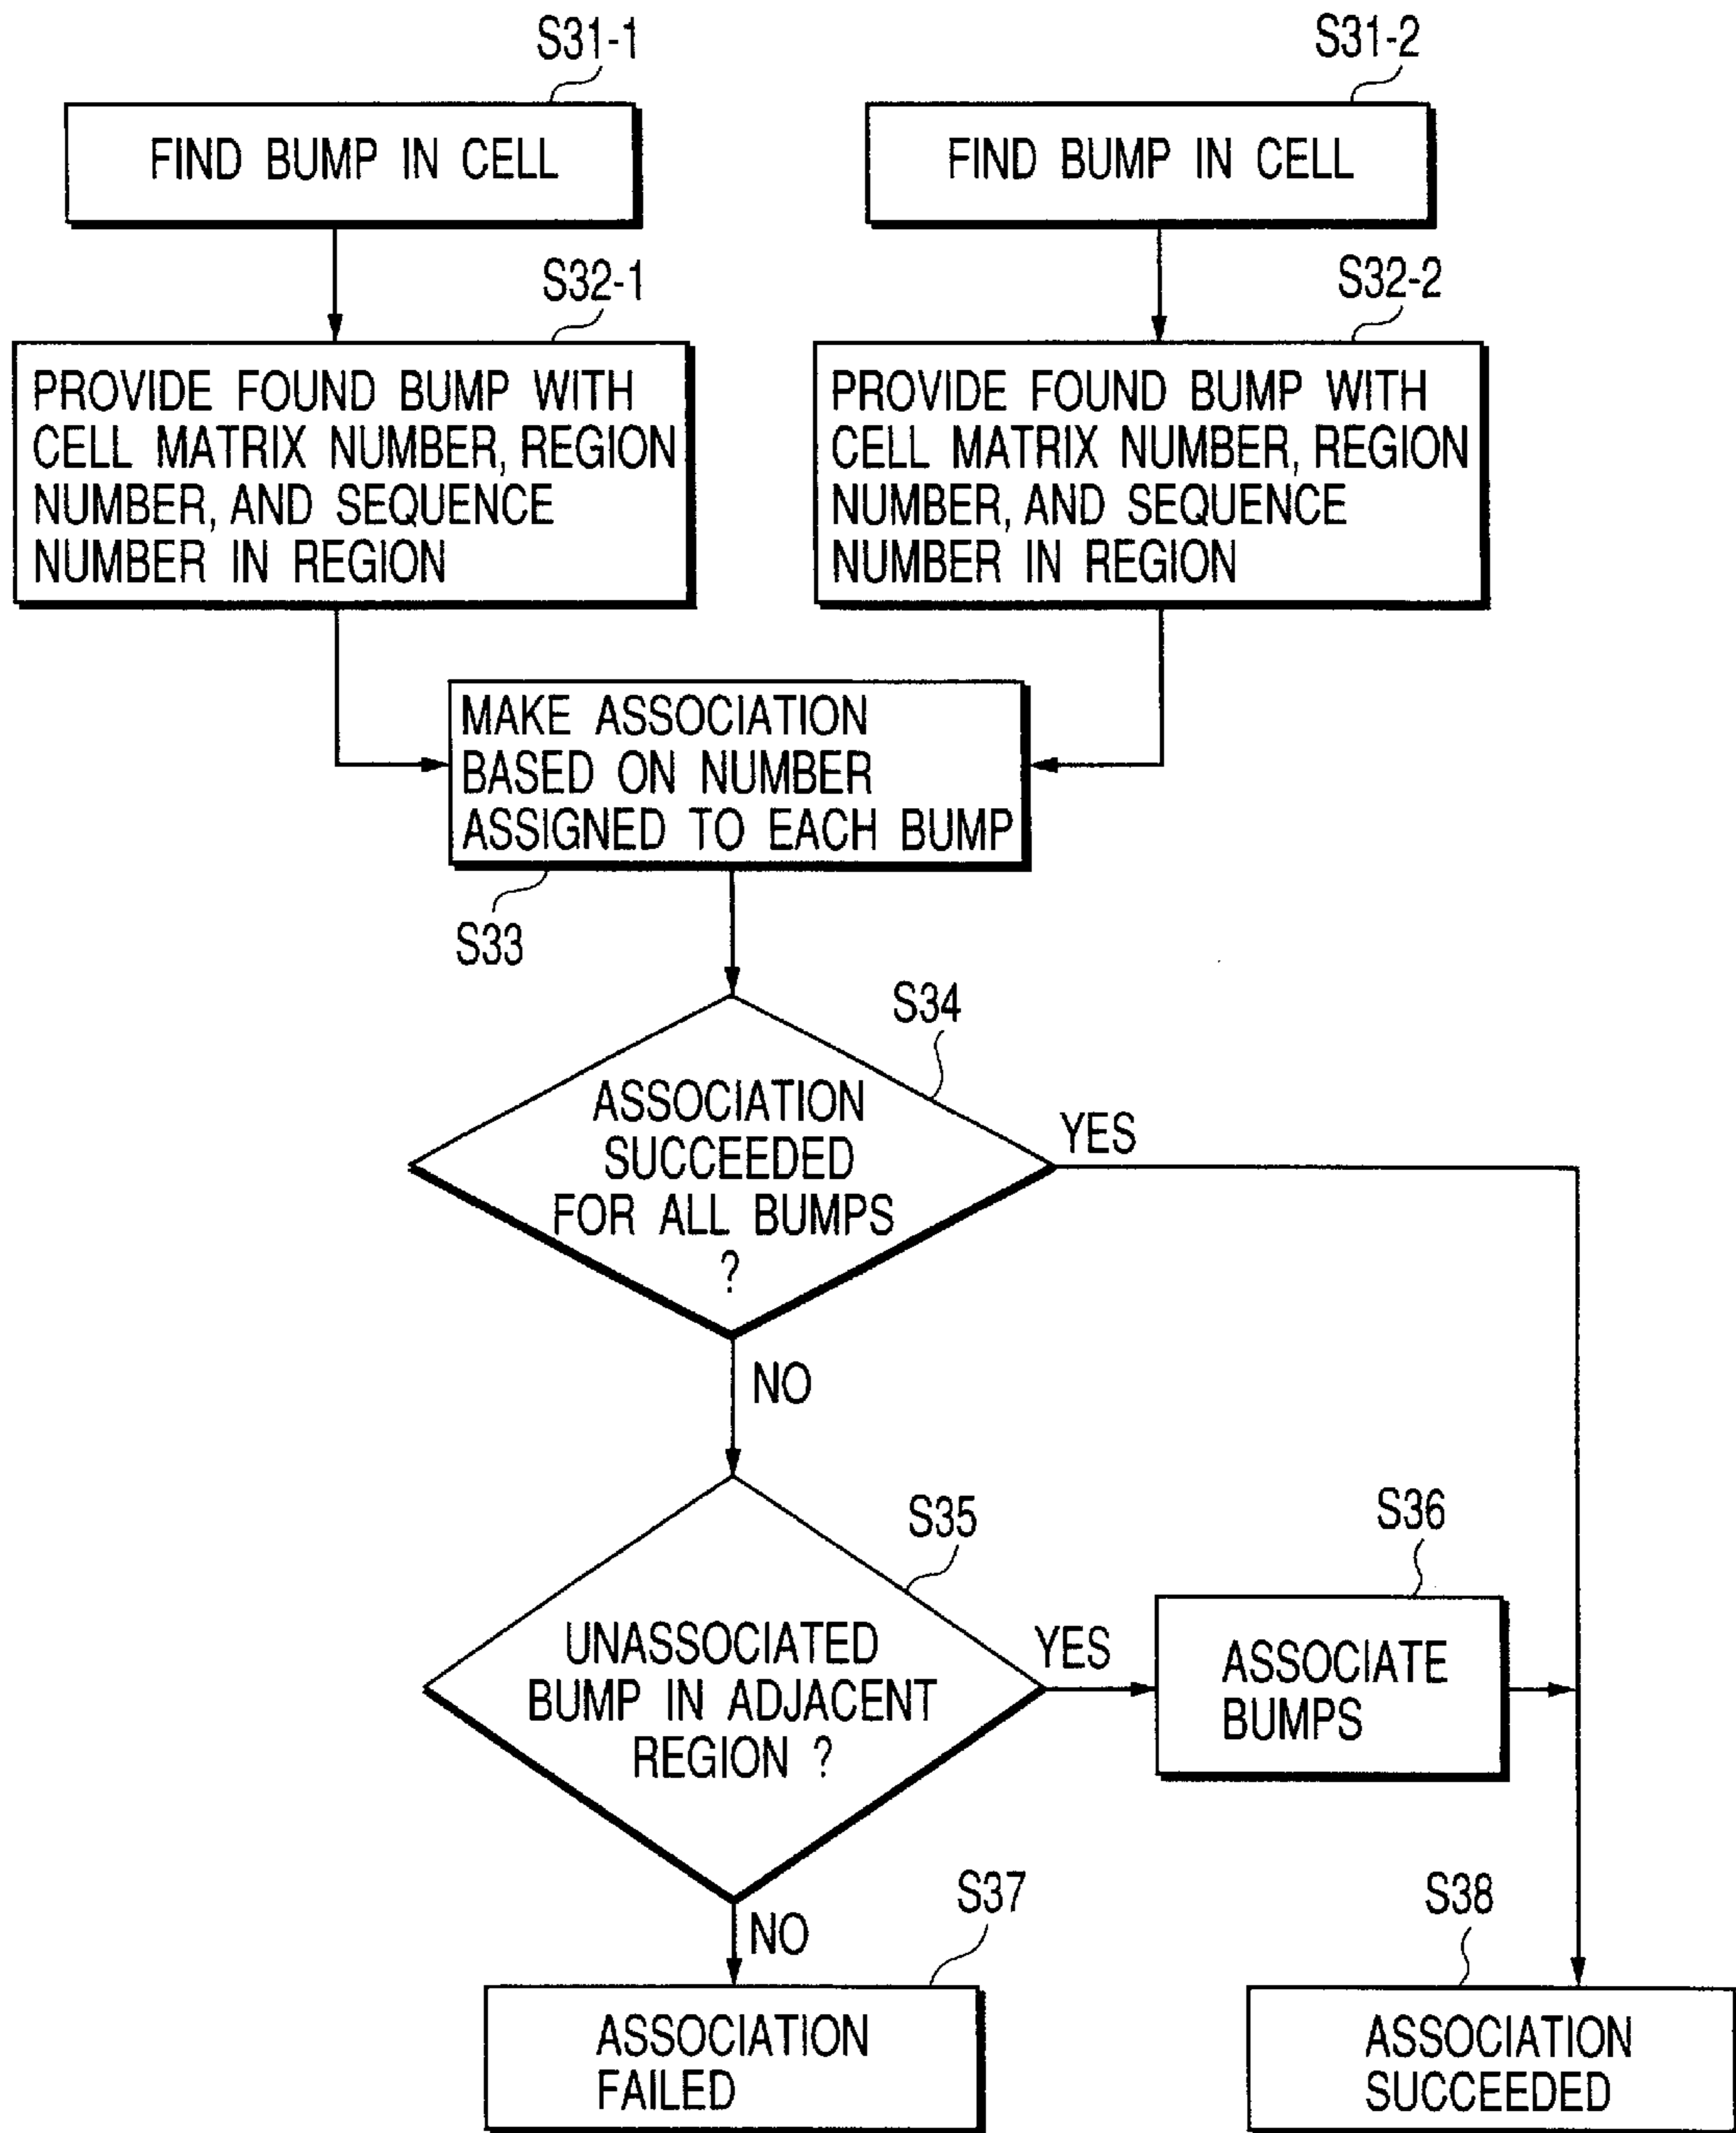 S31-1
S31-2
FIND BUMP IN CELL
FIND BUMP IN CELL
S32-1
S32-2
PROVIDE FOUND BUMP WITH
CELL MATRIX NUMBER, REGION
NUMBER, AND SEQUENCE
NUMBER IN REGION
PROVIDE FOUND BUMP WITH
CELL MATRIX NUMBER, REGION
NUMBER, AND SEQUENCE
NUMBER IN REGION
MAKE ASSOCIATION
BASED ON NUMBER
ASSIGNED TO EACH BUMP
S33
S34
ASSOCIATION
SUCCEEDED
FOR ALL BUMPS
?
YES
NO
S35
S36
UNASSOCIATED
BUMP IN ADJACENT
REGION ?
YES
ASSOCIATE
BUMPS
NO
S37
S38
ASSOCIATION
FAILED
ASSOCIATION
SUCCEEDED